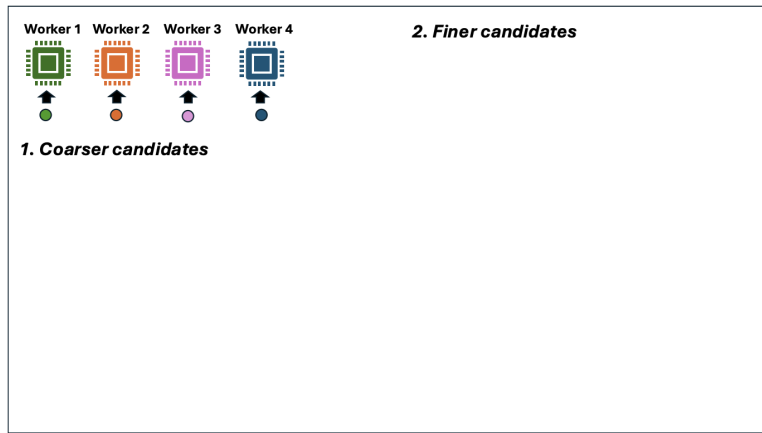 Worker 1 Worker 2 Worker 3 Worker 4
1. Coarser candidates
2. Finer candidates